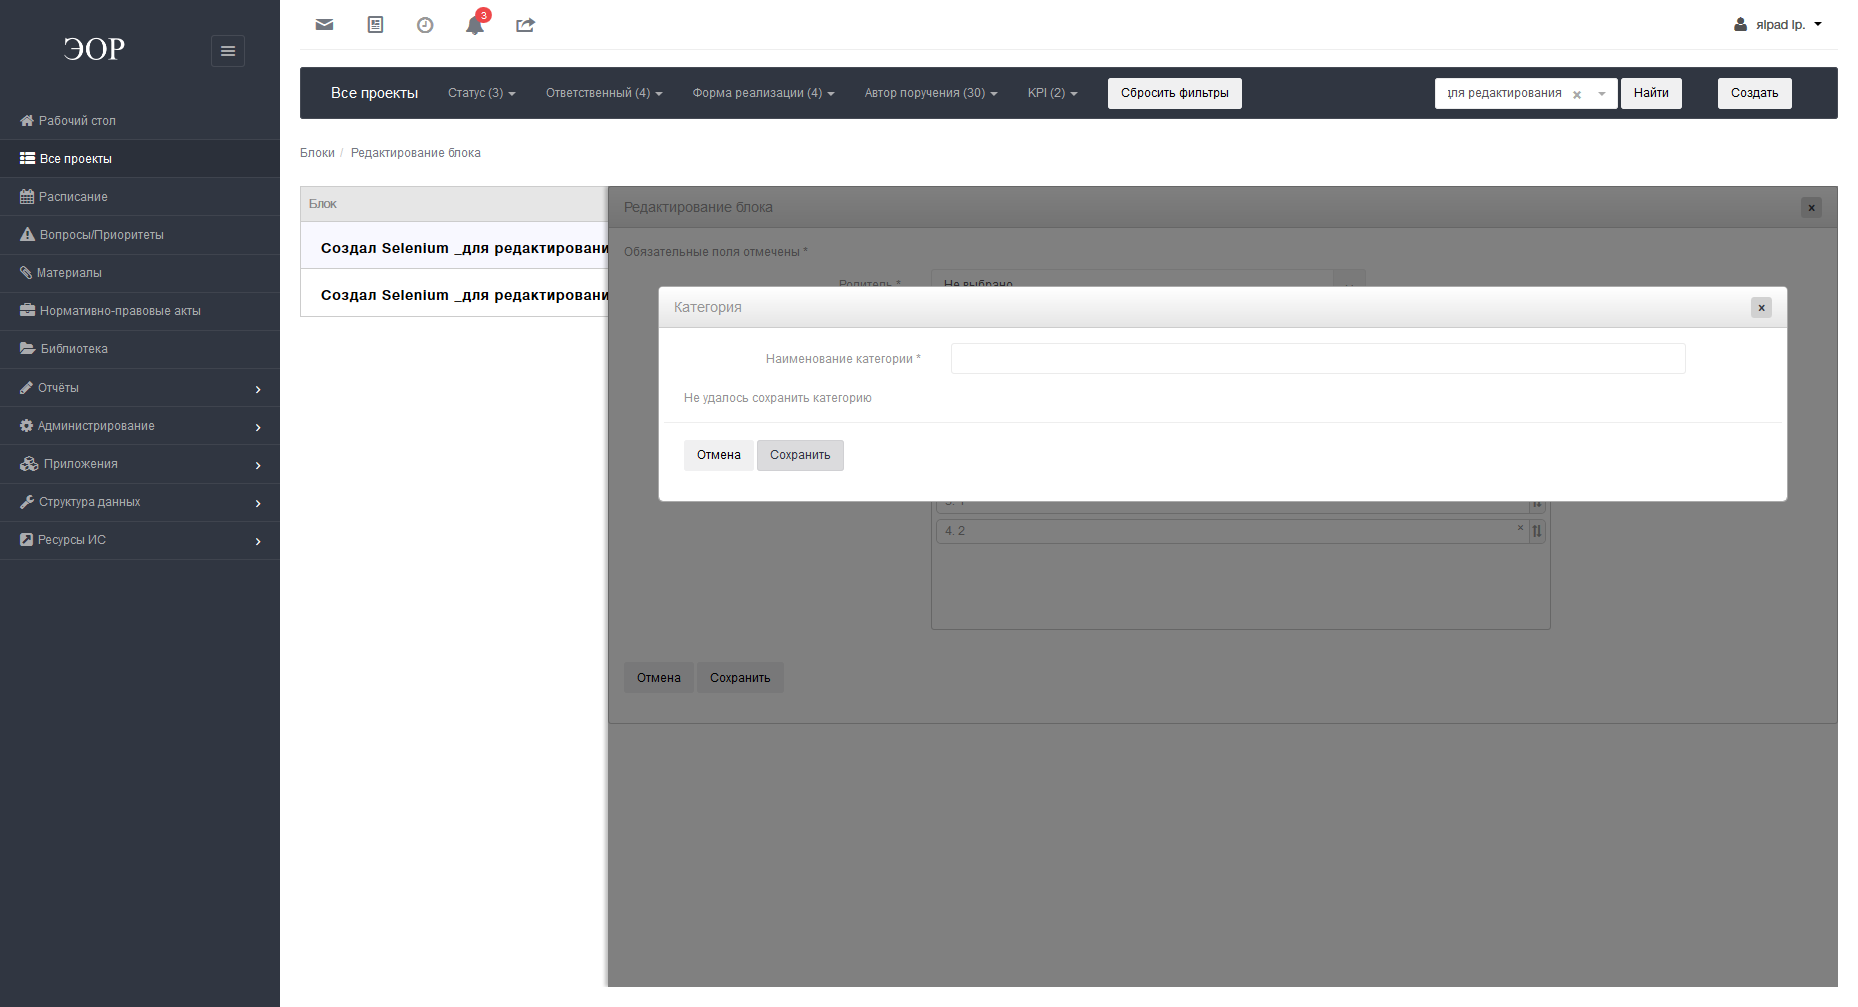 ЭОР
3
яIpad Ip.
Рабочий стол
Все проекты
Расписание
Вопросы/Приоритеты
Материалы
Нормативно-правовые акты
Библиотека
Отчёты
Администрирование
Приложения
Структура данных
Ресурсы ИС
Все проекты Статус (3) Ответственный (4) Форма реализации (4) Автор поручения (30) KPI (2) Сбросить фильтры для редактирования Найти Создать
Блоки / Редактирование блока
Блок
Создал Selenium _для редактировани
Создал Selenium _для редактировани
Редактирование блока
Обязательные поля отмечены *
Родитель * Не выбрано
Категория
Наименование категории *
Не удалось сохранить категорию
Отмена Сохранить
4. 2
Отмена Сохранить